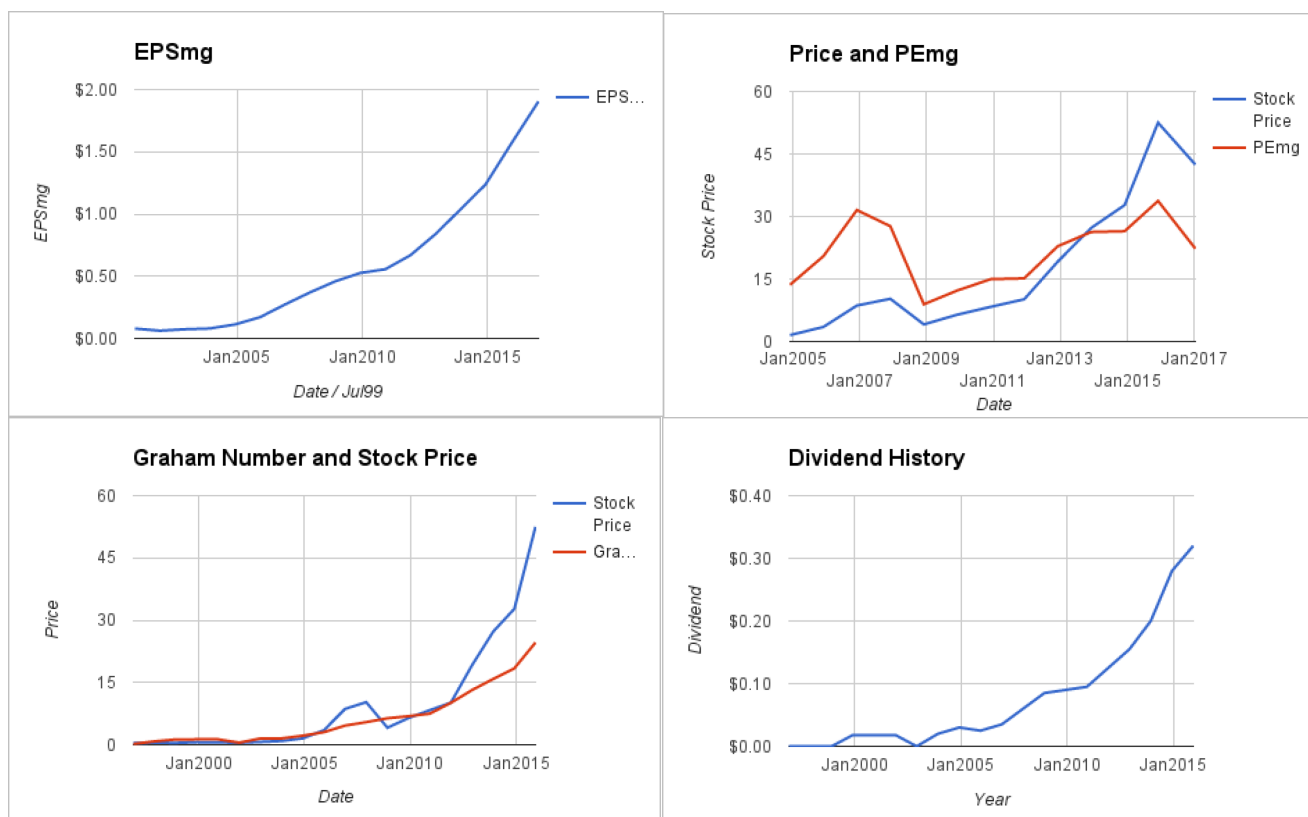 EPSmg
$2.00
$1.50
$1.00
$0.50
$0.00
EPSmg
Jan2005 Jan2010 Jan2015
Date / Jul99
EPS...
Price and PEmg
60
45
30
15
0
Stock Price
Jan2005 Jan2009 Jan2013 Jan2017
Jan2007 Jan2011 Jan2015
Date
Stock
Price
PEmg
Graham Number and Stock Price
60
45
30
15
0
Price
Jan2000 Jan2005 Jan2010 Jan2015
Date
Stock
Price
Gra...
Dividend History
$0.40
$0.30
$0.20
$0.10
$0.00
Dividend
Jan2000 Jan2005 Jan2010 Jan2015
Year